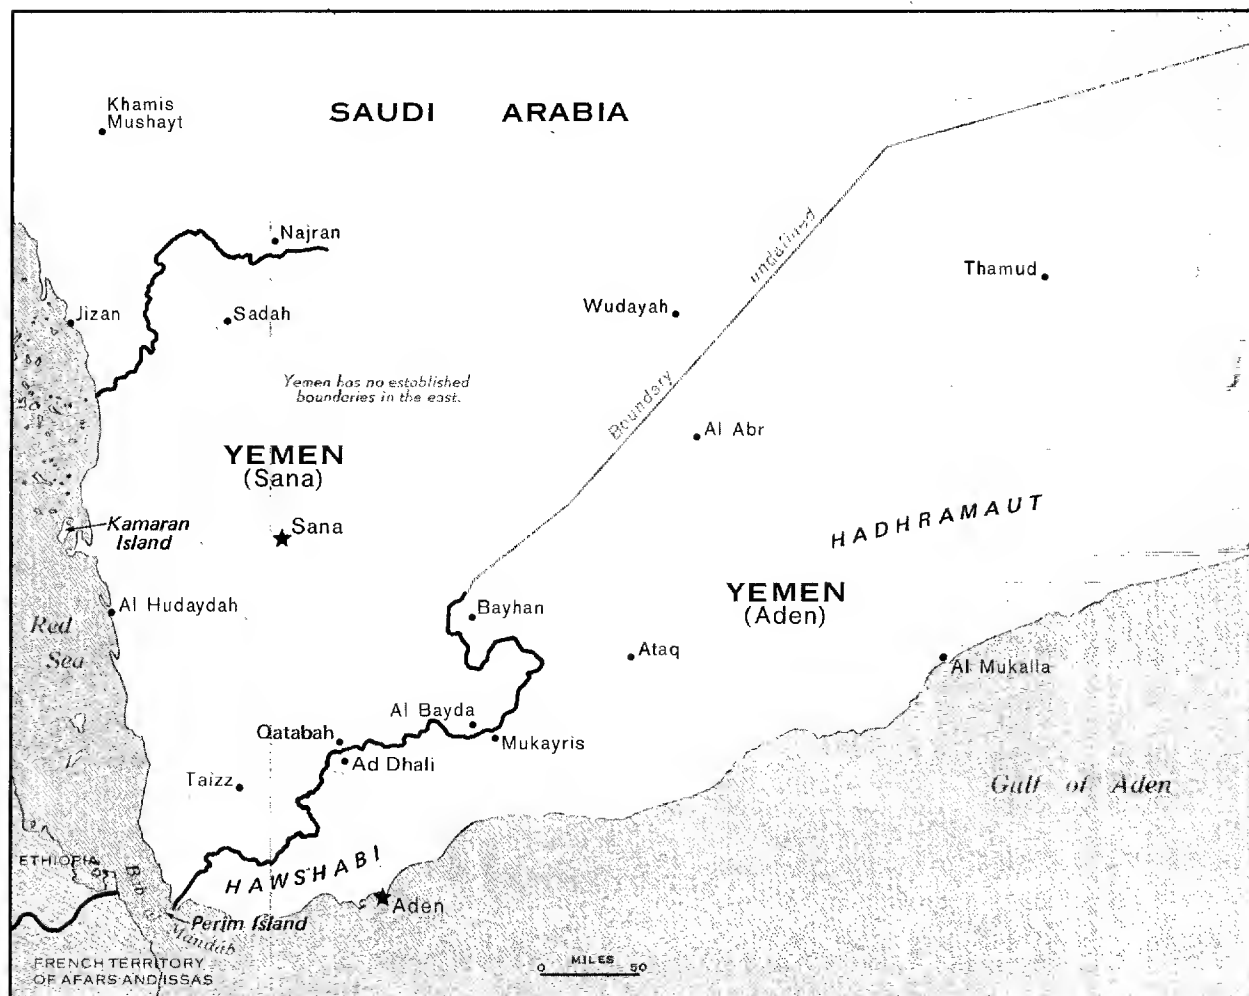 Khamis
Mushayt
SAUDI ARABIA
Najran
undefined
Thamud
Jizan
Sadah
Wudayah
Yemen has no established
bounderies in the east.
Boundary
Al Abr
YEMEN
(Sana)
HADHRAMAUT
Kamaran
Island
Sana
Al Hudaydah
Bayhan
YEMEN
(Aden)
Red
Sea
Ataq
Al Mukalla
Al Bayda
Qatabah
Mukayris
Ad Dhali
Taizz
Gulf of Aden
ETHIOPIA
HAWSHABI
Bab
Aden
Perim Island
Mandab
MILES
0 50
FRENCH TERRITORY
OF AFARS AND ISSAS